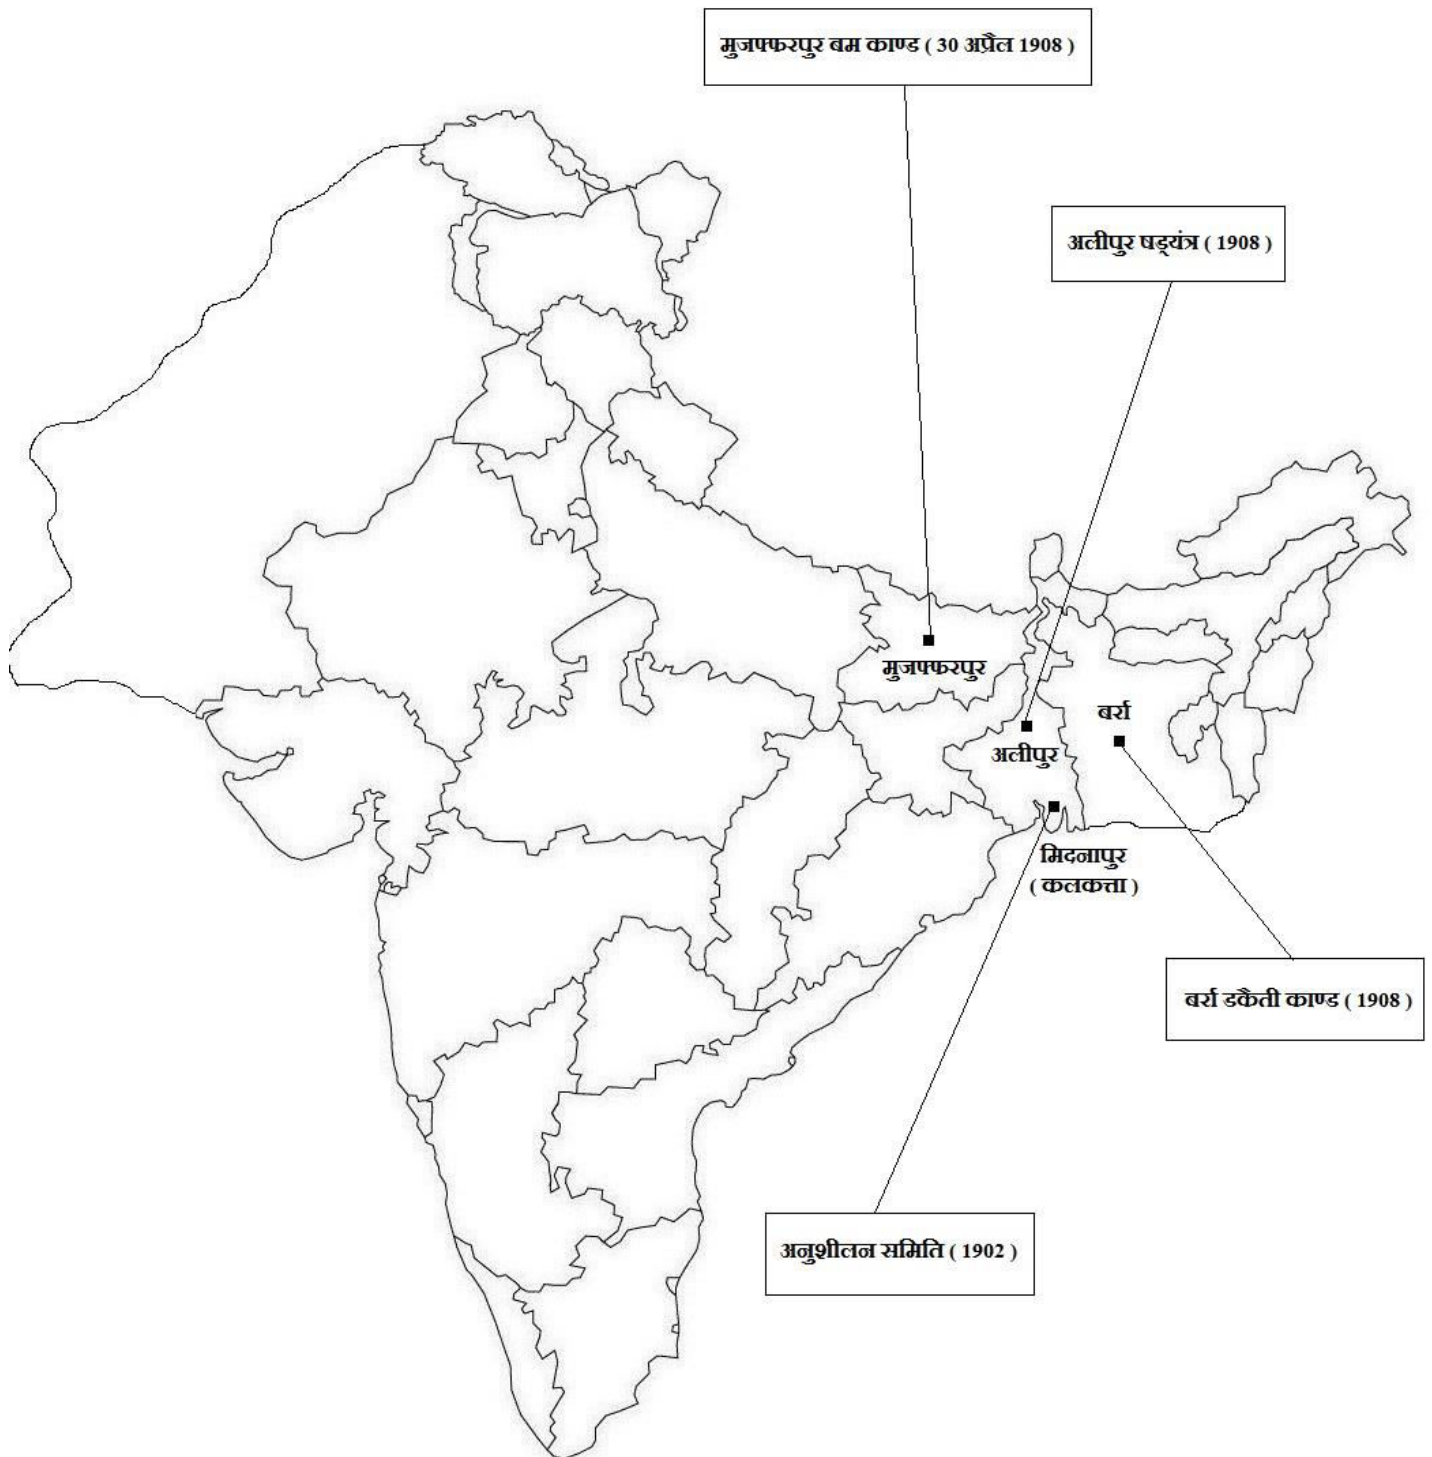 मुजफ्फरपुर बम काण्ड ( 30 अप्रैल 1908 )
अलीपुर षड्यंत्र ( 1908 )
मुजफ्फरपुर
बर्रा
अलीपुर
मिदनापुर
( कलकत्ता )
बर्रा डकैती काण्ड ( 1908 )
अनुशीलन समिति ( 1902 )